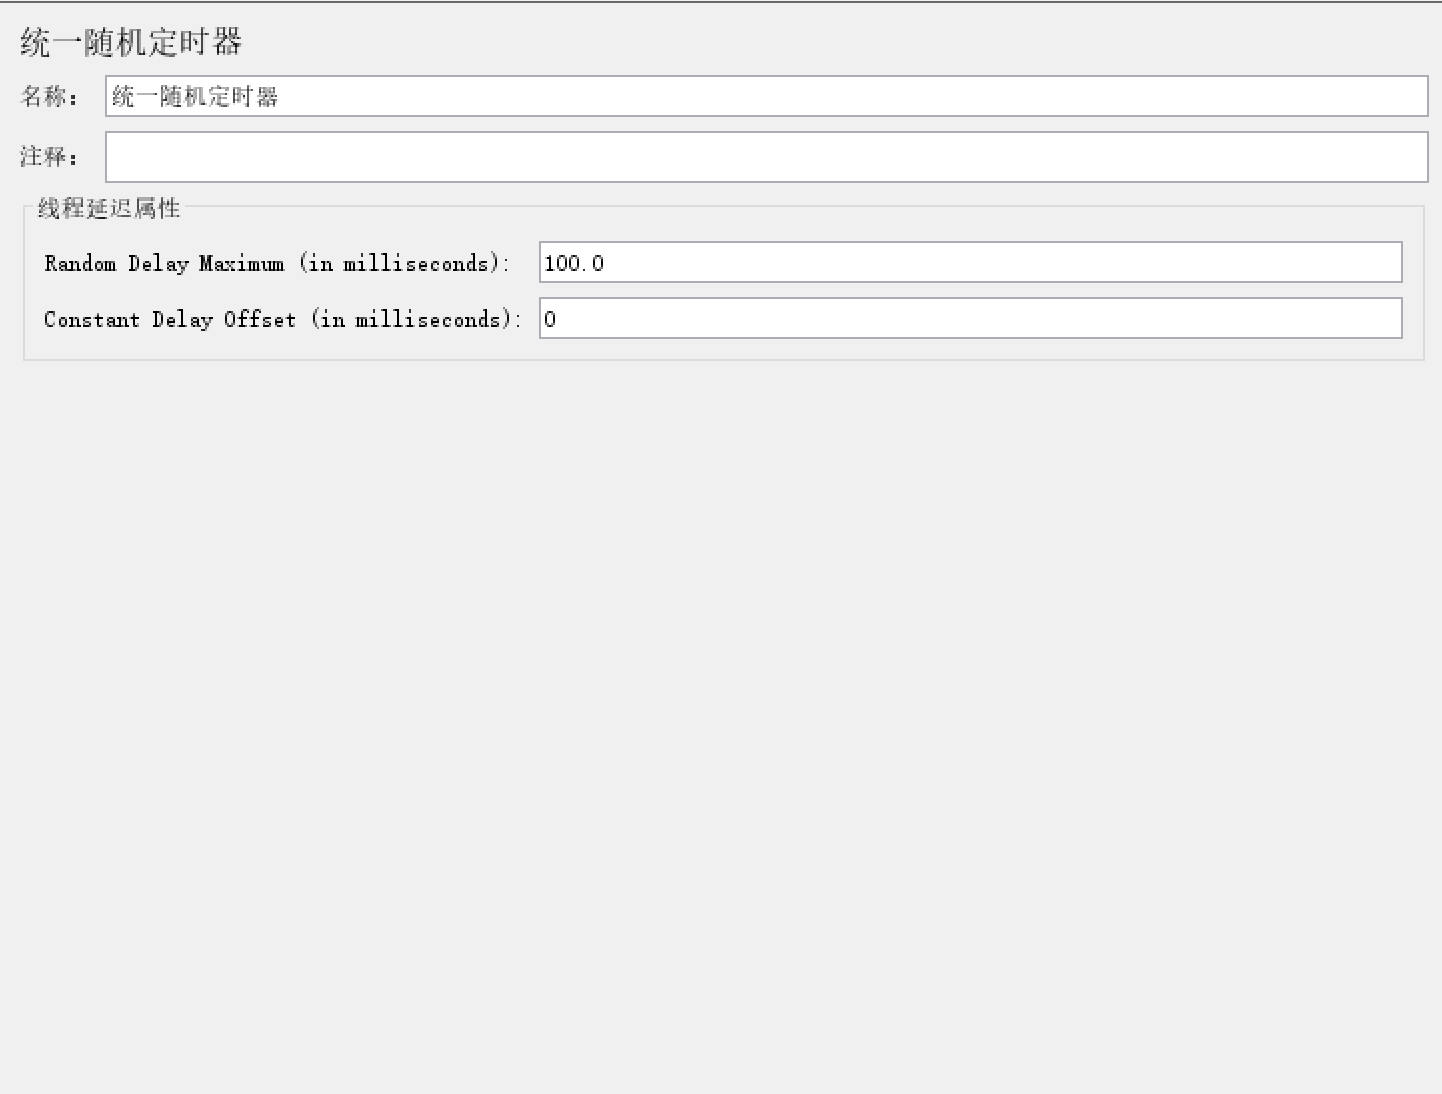 统一随机定时器
名称： 统一随机定时器
注释：
线程延迟属性
Random Delay Maximum (in milliseconds): 100.0
Constant Delay Offset (in milliseconds): 0